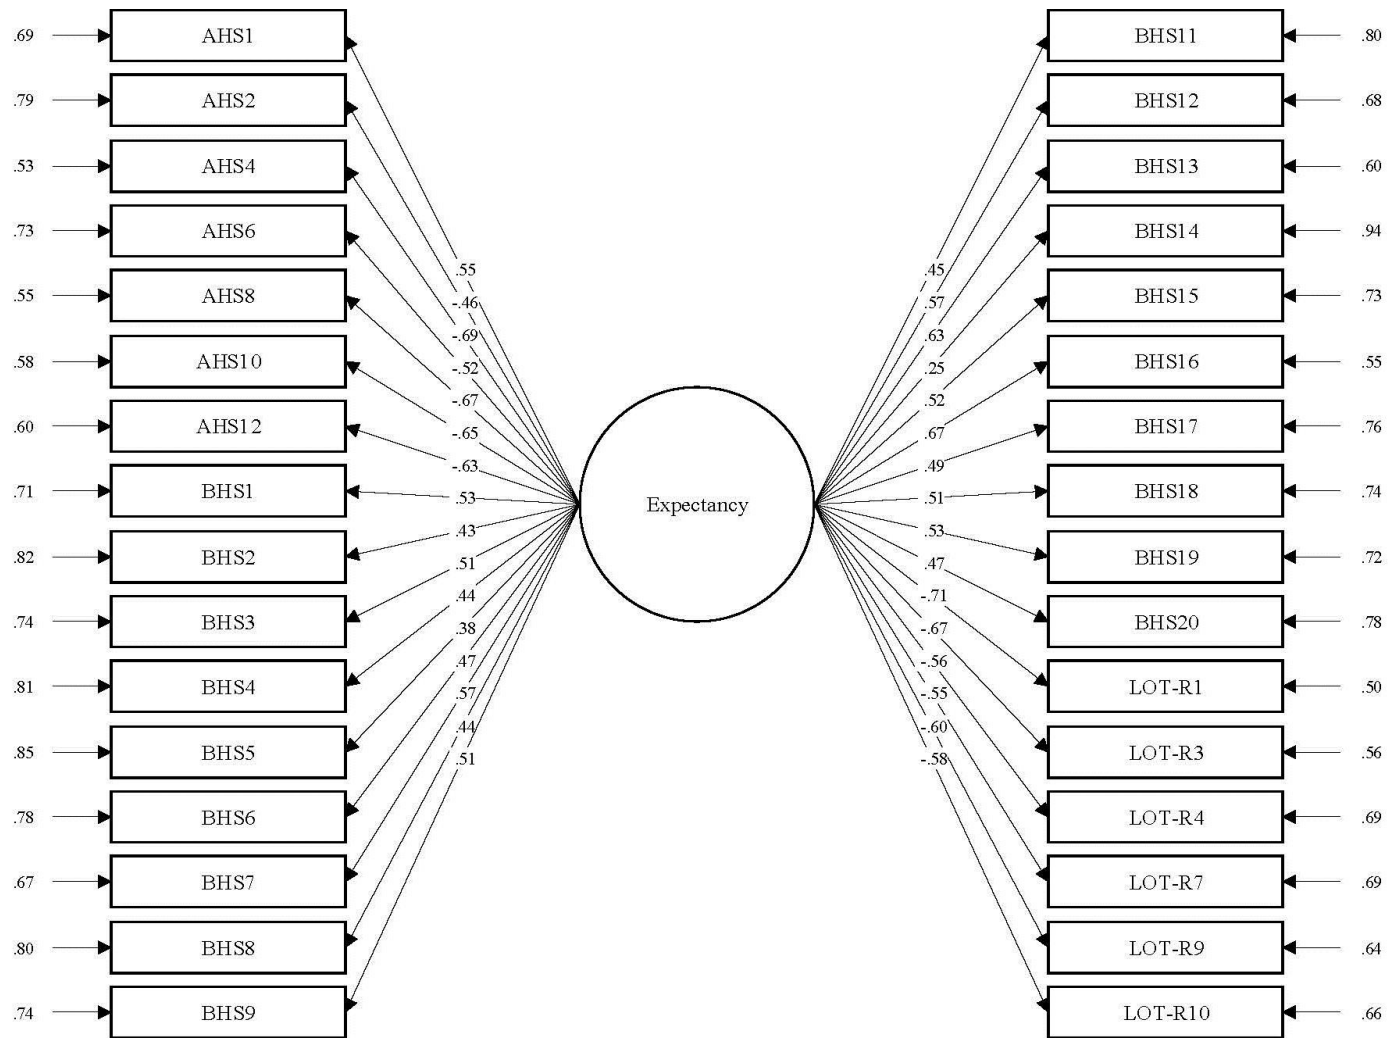 .69 AHS1 BHS11 .80
.79 AHS2 BHS12 .68
.53 AHS4 BHS13 .60
.73 AHS6 BHS14 .94
.55 .45
.55 AHS8 BHS15 .73
-.46 .57
-.69 .63
.58 AHS10 BHS16 .55
-.52 .25
-.67 .52
.60 AHS12 BHS17 .76
-.65 .67
-.63 .49
.71 BHS1 BHS18 .74
.53 .51
Expectancy
.43 .53
.82 BHS2 BHS19 .72
.51 .47
.44 -.71
.74 BHS3 BHS20 .78
.38 -.67
.47 -.56
.81 BHS4 LOT-R1 .50
.57 -.55
.44 -.60
.85 BHS5 LOT-R3 .56
.51 -.58
.78 BHS6 LOT-R4 .69
.67 BHS7 LOT-R7 .69
.80 BHS8 LOT-R9 .64
.74 BHS9 LOT-R10 .66